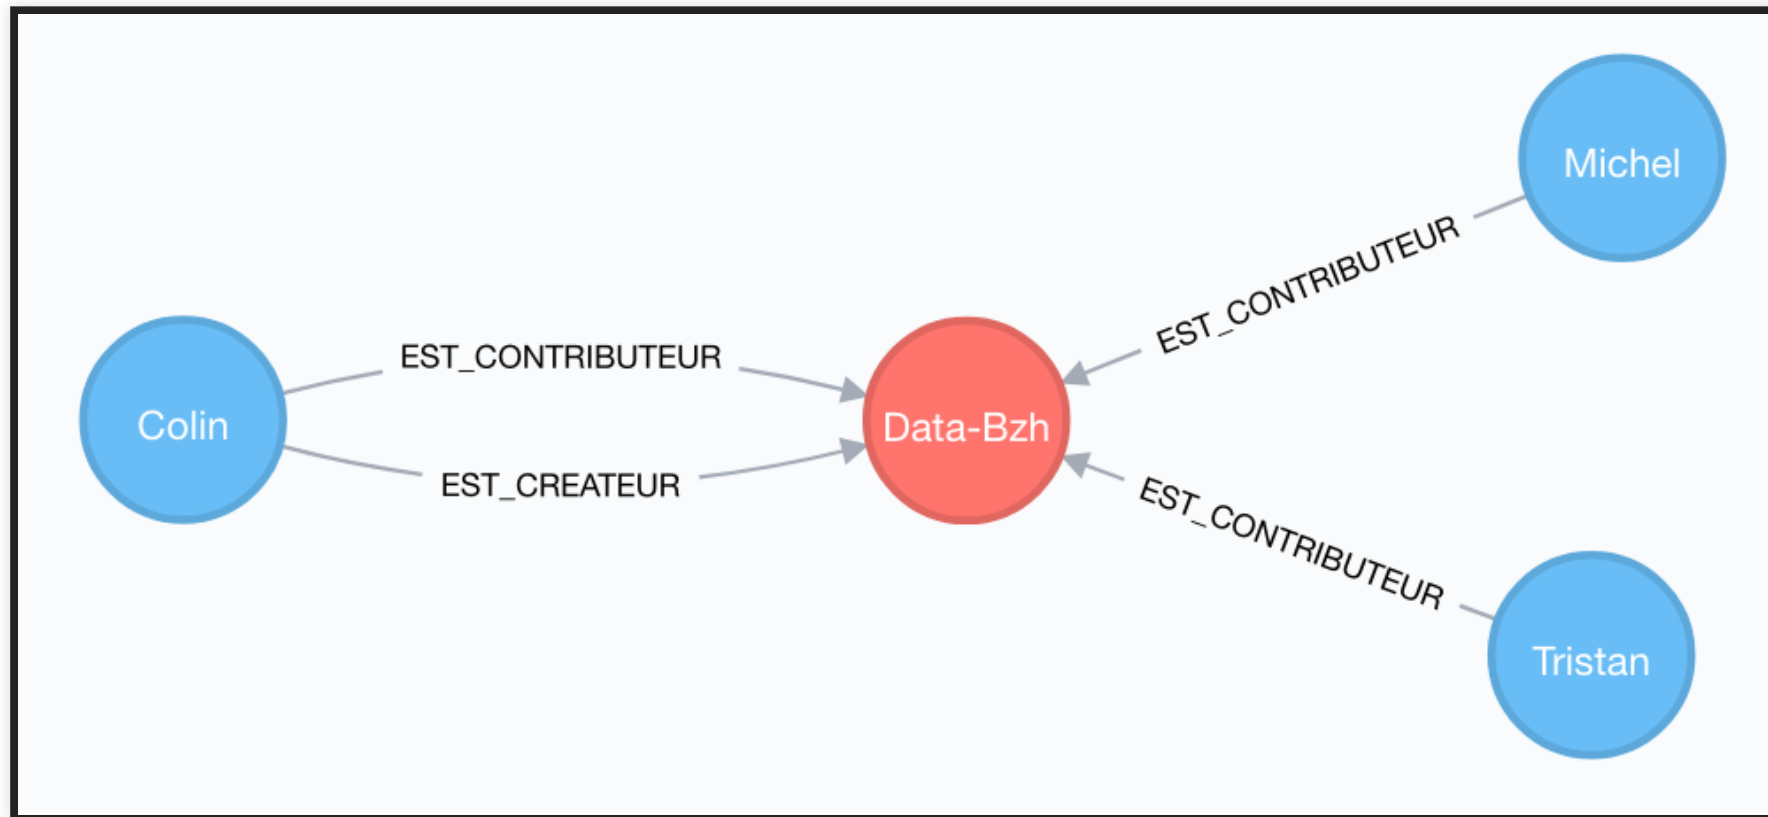 Michel
EST_CONTRIBUTEUR
EST_CONTRIBUTEUR
Colin
Data-Bzh
EST_CREATEUR
EST_CONTRIBUTEUR
Tristan